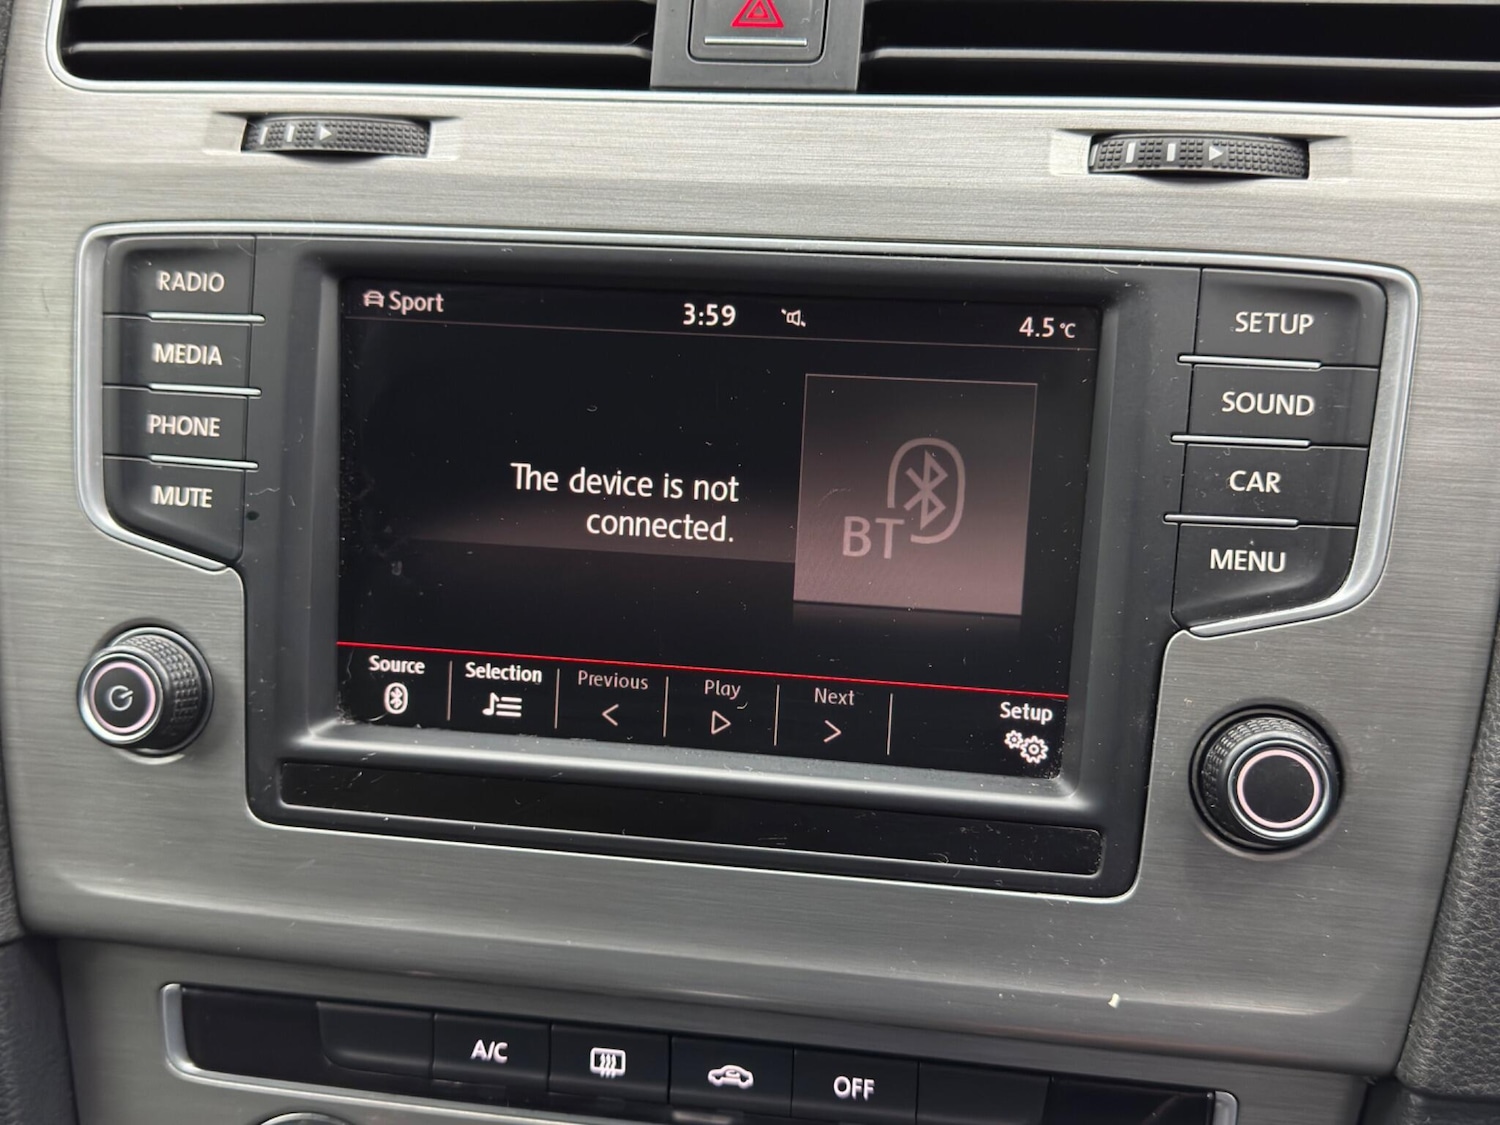 RADIO
MEDIA
PHONE
MUTE
Sport
3:59
4.5 °C
The device is not
connected.
BT
Source
Selection
Previous
Play
Next
Setup
SETUP
SOUND
CAR
MENU
A/C
OFF